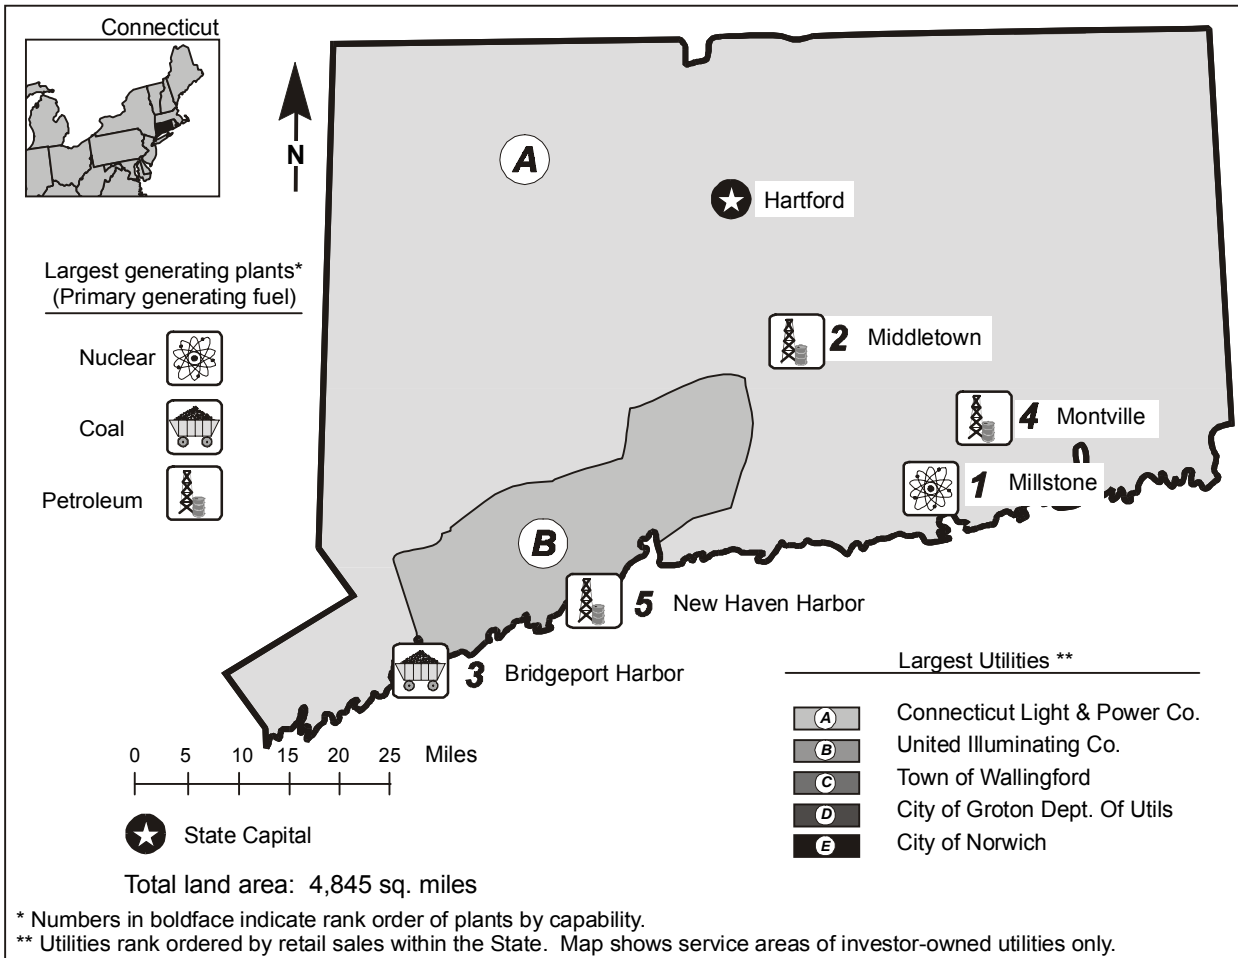 Connecticut
N
A
Hartford
Largest generating plants*
(Primary generating fuel)
Nuclear
Coal
Petroleum
2 Middletown
4 Montville
1 Millstone
B
5 New Haven Harbor
3 Bridgeport Harbor
Largest Utilities **
A Connecticut Light & Power Co.
B United Illuminating Co.
C Town of Wallingford
D City of Groton Dept. Of Utils
E City of Norwich
0 5 10 15 20 25 Miles
State Capital
Total land area: 4,845 sq. miles
* Numbers in boldface indicate rank order of plants by capability.
** Utilities rank ordered by retail sales within the State. Map shows service areas of investor-owned utilities only.